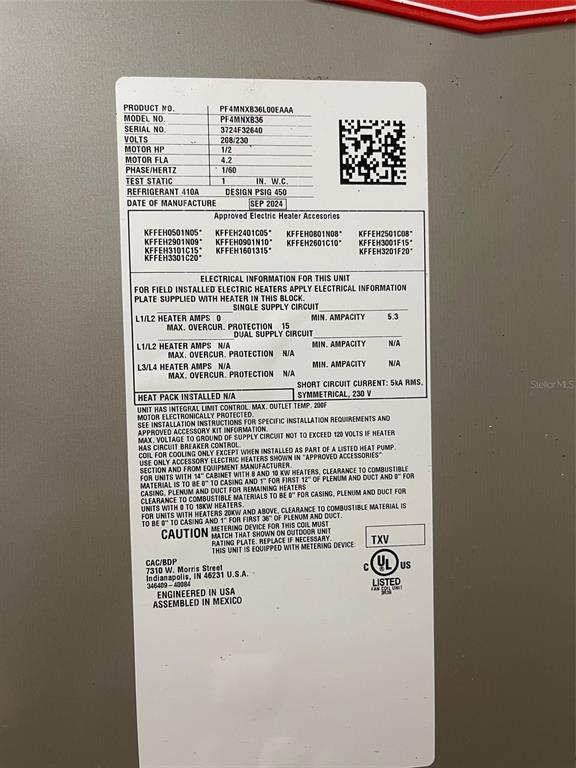 PRODUCT NO. PF4MNXB36L00EAAA
MODEL NO. PF4MNXB36
SERIAL NO. 3724F32640
VOLTS 208/230
MOTOR HP 1/2
MOTOR FLA 4.2
PHASE/HERTZ 1/60
TEST STATIC 1 IN. W.C.
REFRIGERANT 410A DESIGN PSIG 450
DATE OF MANUFACTURE SEP 2024
Approved Electric Heater Accesories
KFFEH0501N05* KFFEH2401C05* KFFEH0801N08* KFFEH2501C08*
KFFEH2901N09* KFFEH0901N10* KFFEH2601C10* KFFEH3001F15*
KFFEH3101C15* KFFEH1601315* KFFEH3201F20*
KFFEH3301C20*
ELECTRICAL INFORMATION FOR THIS UNIT
FOR FIELD INSTALLED ELECTRIC HEATERS APPLY ELECTRICAL INFORMATION
PLATE SUPPLIED WITH HEATER IN THIS BLOCK.
SINGLE SUPPLY CIRCUIT
L1/L2 HEATER AMPS 0 MIN. AMPACITY 5.3
MAX. OVERCUR. PROTECTION 15
DUAL SUPPLY CIRCUIT
L1/L2 HEATER AMPS N/A MIN. AMPACITY N/A
MAX. OVERCUR. PROTECTION N/A
L3/L4 HEATER AMPS N/A MIN. AMPACITY N/A
MAX. OVERCUR. PROTECTION N/A
SHORT CIRCUIT CURRENT: 5kA RMS,
HEAT PACK INSTALLED N/A SYMMETRICAL, 230 V
UNIT HAS INTEGRAL LIMIT CONTROL. MAX. OUTLET TEMP. 200F
MOTOR ELECTRONICALLY PROTECTED.
SEE INSTALLATION INSTRUCTIONS FOR SPECIFIC INSTALLATION REQUIREMENTS AND
APPROVED ACCESSORY KIT INFORMATION.
MAX. VOLTAGE TO GROUND OF SUPPLY CIRCUIT NOT TO EXCEED 120 VOLTS IF HEATER
HAS CIRCUIT BREAKER CONTROL.
COIL FOR COOLING ONLY EXCEPT WHEN INSTALLED AS PART OF A LISTED HEAT PUMP.
USE ONLY ACCESSORY ELECTRIC HEATERS SHOWN IN "APPROVED ACCESSORIES"
SECTION AND FROM EQUIPMENT MANUFACTURER.
FOR UNITS WITH 14" CABINET WITH 8 AND 10 KW HEATERS, CLEARANCE TO COMBUSTIBLE
MATERIAL IS TO BE 0" TO CASING AND 1" FOR FIRST 12" OF PLENUM AND DUCT AND 0" FOR
CASING, PLENUM AND DUCT FOR REMAINING HEATERS
CLEARANCE TO COMBUSTIBLE MATERIALS TO BE 0" FOR CASING, PLENUM AND DUCT FOR
UNITS WITH 0 TO 18KW HEATERS.
FOR UNITS WITH HEATERS 20KW AND ABOVE, CLEARANCE TO COMBUSTIBLE MATERIAL IS
TO BE 0" TO CASING AND 1" FOR FIRST 36" OF PLENUM AND DUCT.
CAUTION METERING DEVICE FOR THIS COIL MUST
MATCH THAT SHOWN ON OUTDOOR UNIT
RATING PLATE. REPLACE IF NECESSARY.
THIS UNIT IS EQUIPPED WITH METERING DEVICE: TXV
CAC/BDP
7310 W. Morris Street
Indianapolis, IN 46231 U.S.A.
346409-40084
ENGINEERED IN USA
ASSEMBLED IN MEXICO
C UL US
LISTED
FAN COIL UNIT
StellarMLS